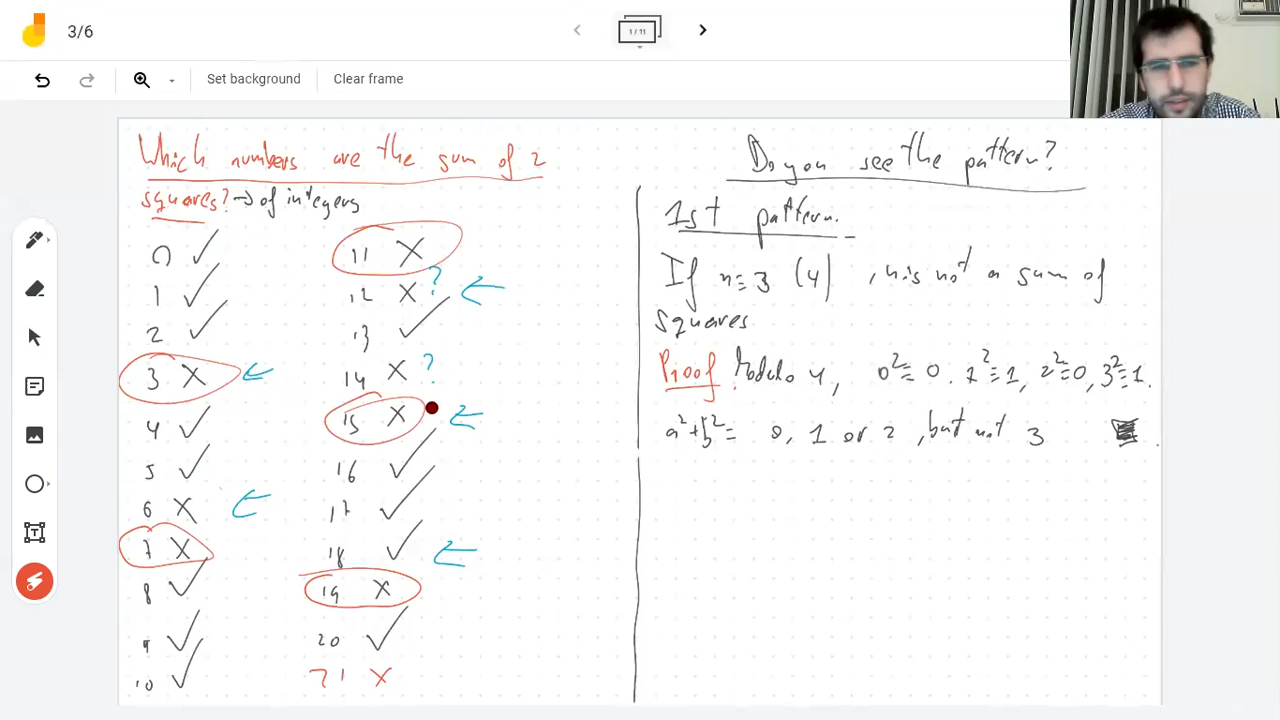 3/6
1 / 11
Set background
Clear frame
Which numbers are the sum of 2
squares? → of integers
0 ✓
1 ✓
2 ✓
3 X ←
4 ✓
5 ✓
6 X ←
7 X
8 ✓
9 ✓
10 ✓
11 X
12 X ? ←
13 ✓
14 X ?
15 X ←
16 ✓
17 ✓
18 ✓ ←
19 X
20 ✓
21 X
Do you see the pattern?
1st pattern.
If n ≡ 3 (4), n is not a sum of
squares
Proof. Modulo 4, 0² ≡ 0. 1² ≡ 1, 2² ≡ 0, 3² ≡ 1.
a² + b² ≡ 0, 1 or 2, but not 3